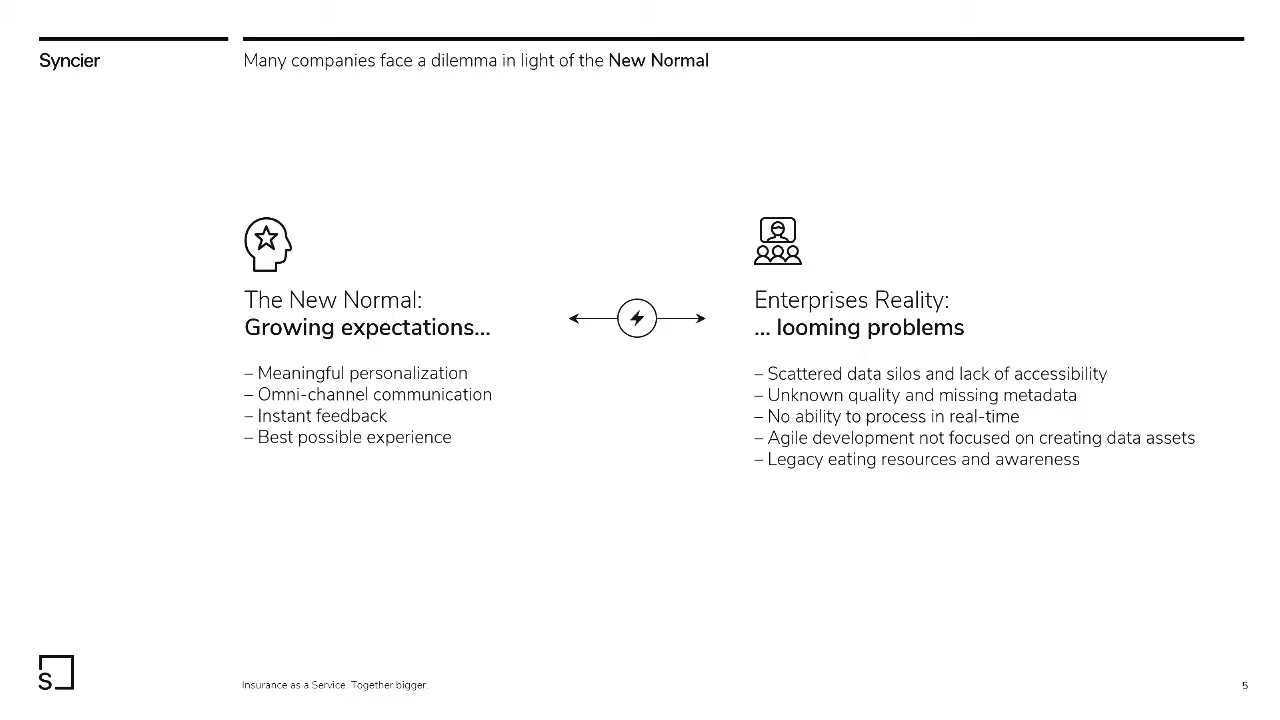 Syncier
Many companies face a dilemma in light of the New Normal
The New Normal:
Growing expectations...
– Meaningful personalization
– Omni-channel communication
– Instant feedback
– Best possible experience
Enterprises Reality:
... looming problems
– Scattered data silos and lack of accessibility
– Unknown quality and missing metadata
– No ability to process in real-time
– Agile development not focused on creating data assets
– Legacy eating resources and awareness
S
Insurance as a Service. Together bigger.
5